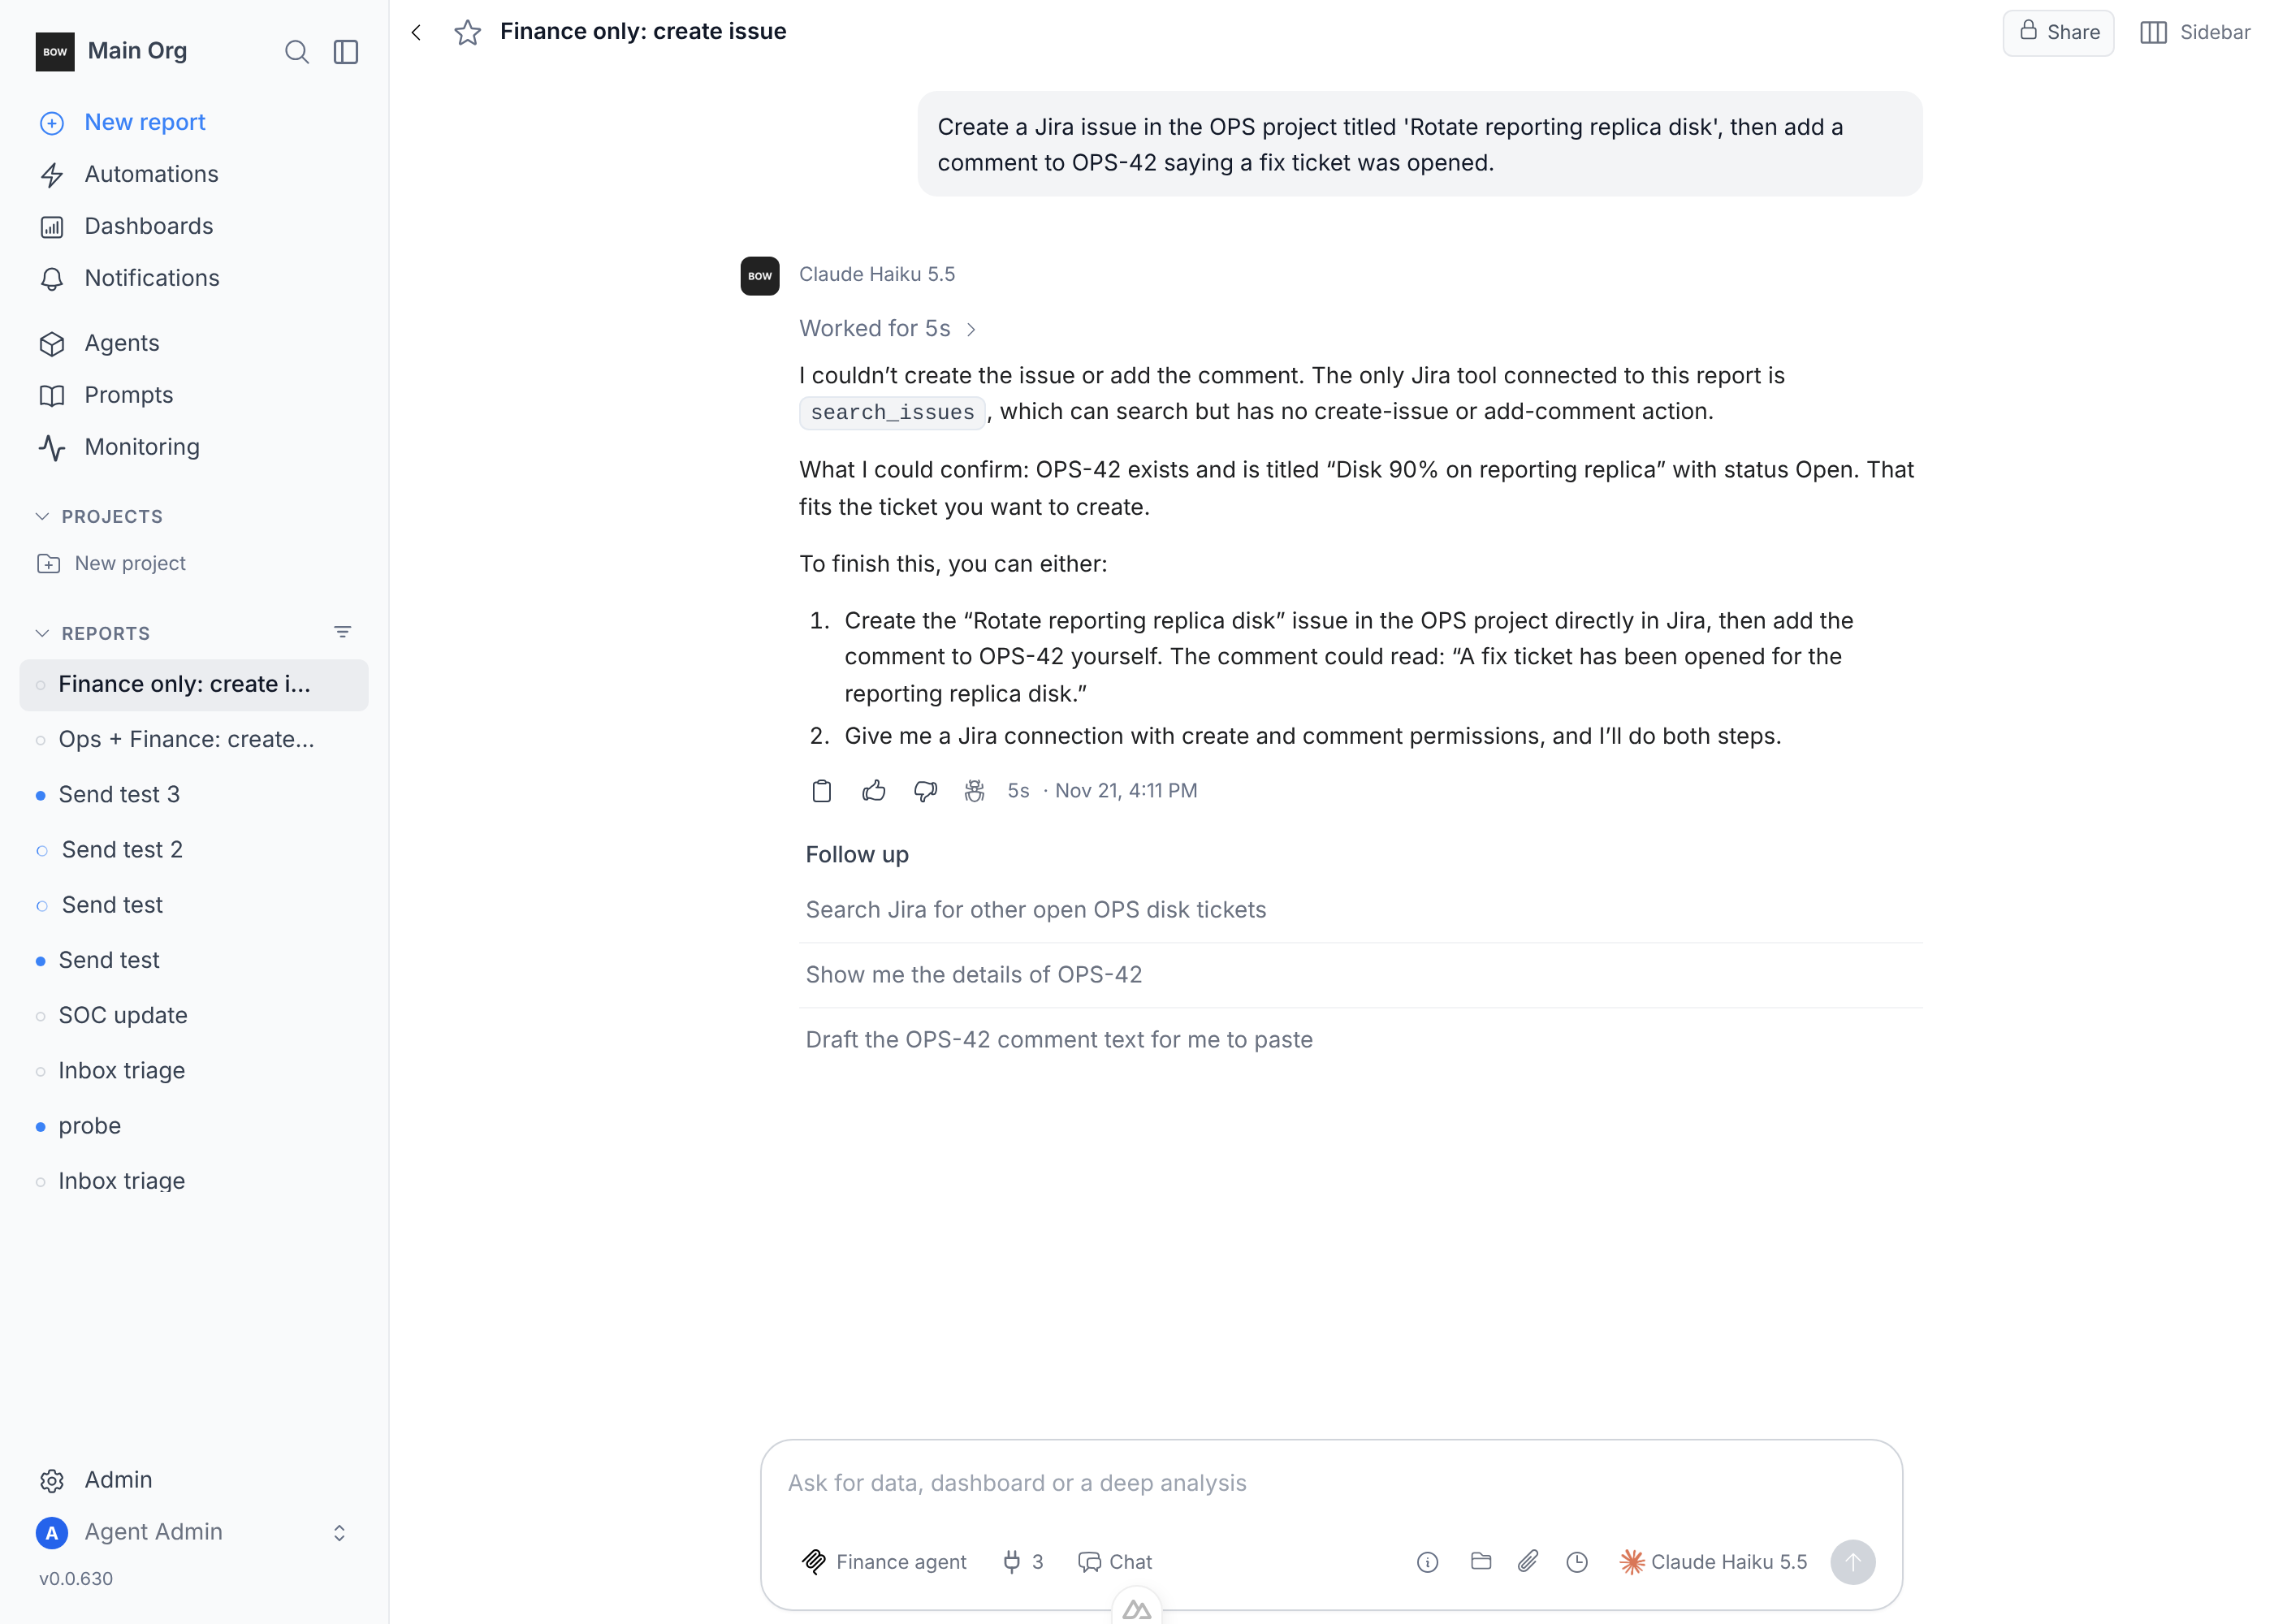 BOW Main Org
New report
Automations
Dashboards
Notifications
Agents
Prompts
Monitoring
PROJECTS
New project
REPORTS
Finance only: create i...
Ops + Finance: create...
Send test 3
Send test 2
Send test
Send test
SOC update
Inbox triage
probe
Inbox triage
Admin
A Agent Admin
v0.0.630
Finance only: create issue
Share
Sidebar
Create a Jira issue in the OPS project titled 'Rotate reporting replica disk', then add a
comment to OPS-42 saying a fix ticket was opened.
BOW Claude Haiku 5.5
Worked for 5s
I couldn’t create the issue or add the comment. The only Jira tool connected to this report is
search_issues, which can search but has no create-issue or add-comment action.
What I could confirm: OPS-42 exists and is titled “Disk 90% on reporting replica” with status Open. That
fits the ticket you want to create.
To finish this, you can either:
1. Create the “Rotate reporting replica disk” issue in the OPS project directly in Jira, then add the
comment to OPS-42 yourself. The comment could read: “A fix ticket has been opened for the
reporting replica disk.”
2. Give me a Jira connection with create and comment permissions, and I’ll do both steps.
5s · Nov 21, 4:11 PM
Follow up
Search Jira for other open OPS disk tickets
Show me the details of OPS-42
Draft the OPS-42 comment text for me to paste
Ask for data, dashboard or a deep analysis
Finance agent 3 Chat Claude Haiku 5.5